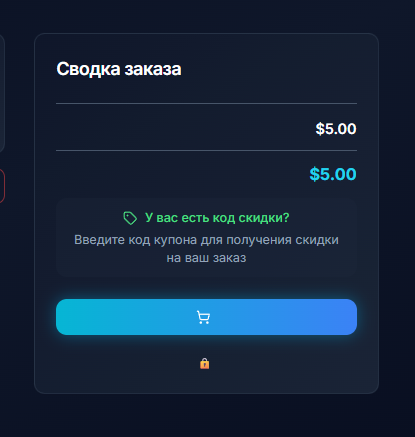 Сводка заказа
$5.00
$5.00
У вас есть код скидки?
Введите код купона для получения скидки
на ваш заказ